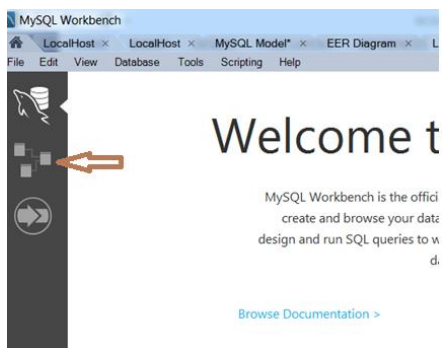 MySQL Workbench
LocalHost × LocalHost × MySQL Model* × EER Diagram × L
File Edit View Database Tools Scripting Help
Welcome t
MySQL Workbench is the offici
create and browse your data
design and run SQL queries to w
da
Browse Documentation >